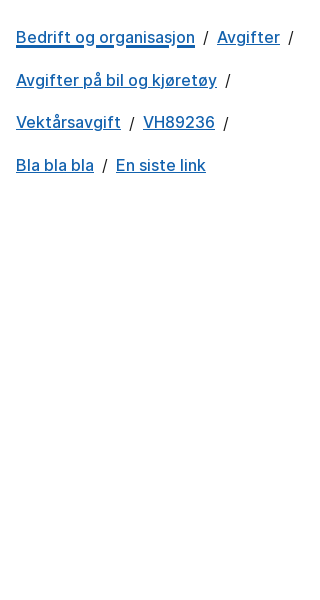 Bedrift og organisasjon / Avgifter /
Avgifter på bil og kjøretøy /
Vektårsavgift / VH89236 /
Bla bla bla / En siste link